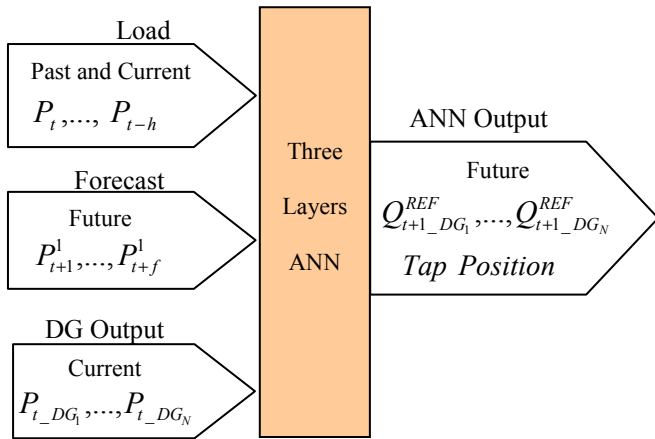 Load
Past and Current
P_t ,..., P_{t-h}
Forecast
Future
P^1_{t+1},..., P^1_{t+f}
DG Output
Current
P_{t_DG_1},..., P_{t_DG_N}
Three
Layers
ANN
ANN Output
Future
Q^{REF}_{t+1_DG_1},..., Q^{REF}_{t+1_DG_N}
Tap Position